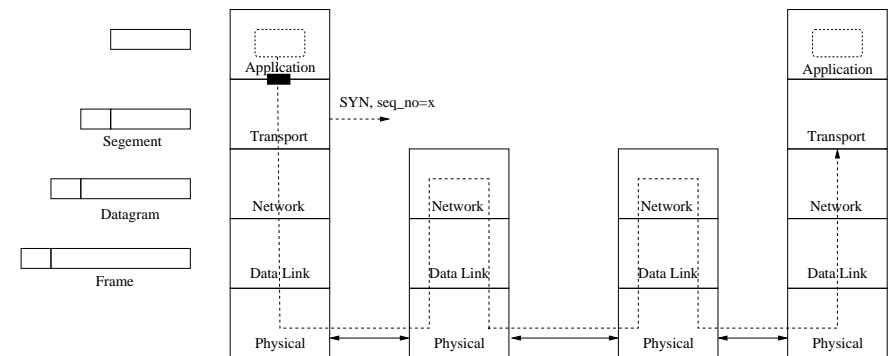 Application
Application
SYN, seq_no=x
Segement
Transport
Transport
Datagram
Network
Network
Network
Network
Frame
Data Link
Data Link
Data Link
Data Link
Physical
Physical
Physical
Physical